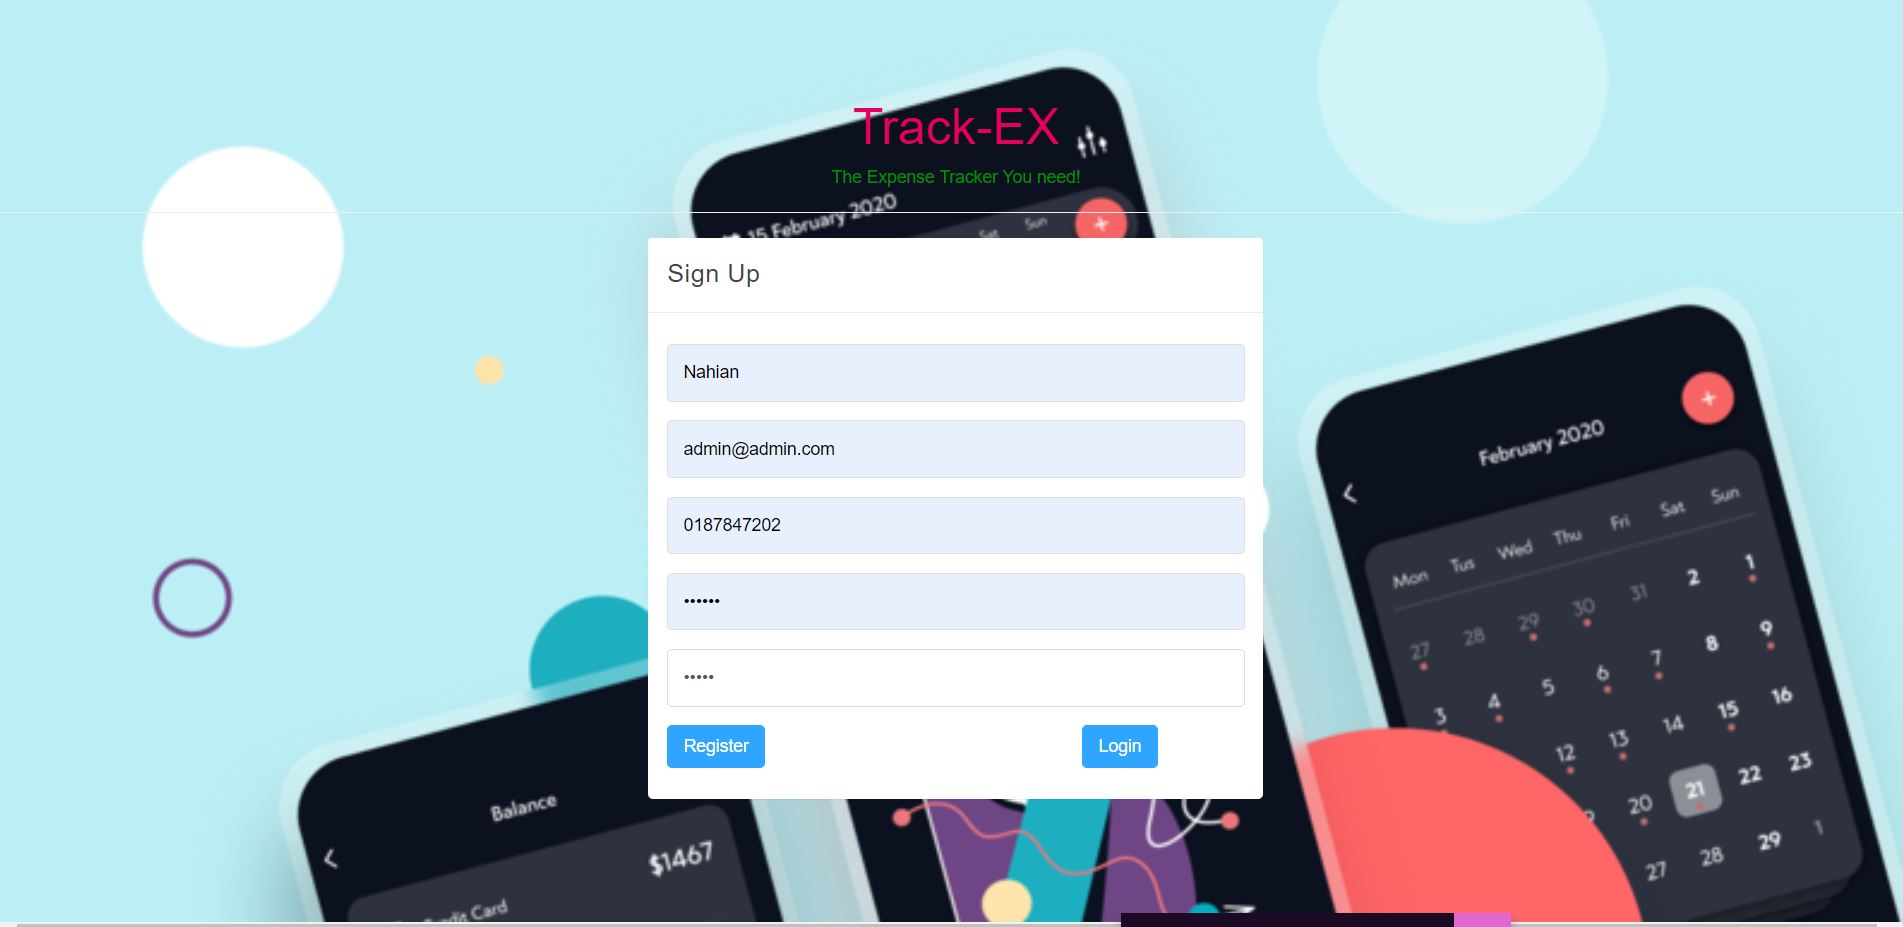 Track-EX
The Expense Tracker You need!
15 February 2020
Sat Sun
+
Sign Up
Nahian
admin@admin.com
0187847202
••••••
•••••
Register Login
+
February 2020
Mon Tus Wed Thu Fri Sat Sun
27 28 29 30 31 2 1
3 4 5 6 7 8 9
12 13 14 15 16
20 21 22 23
27 28 29 1
Balance
$1467
Credit Card